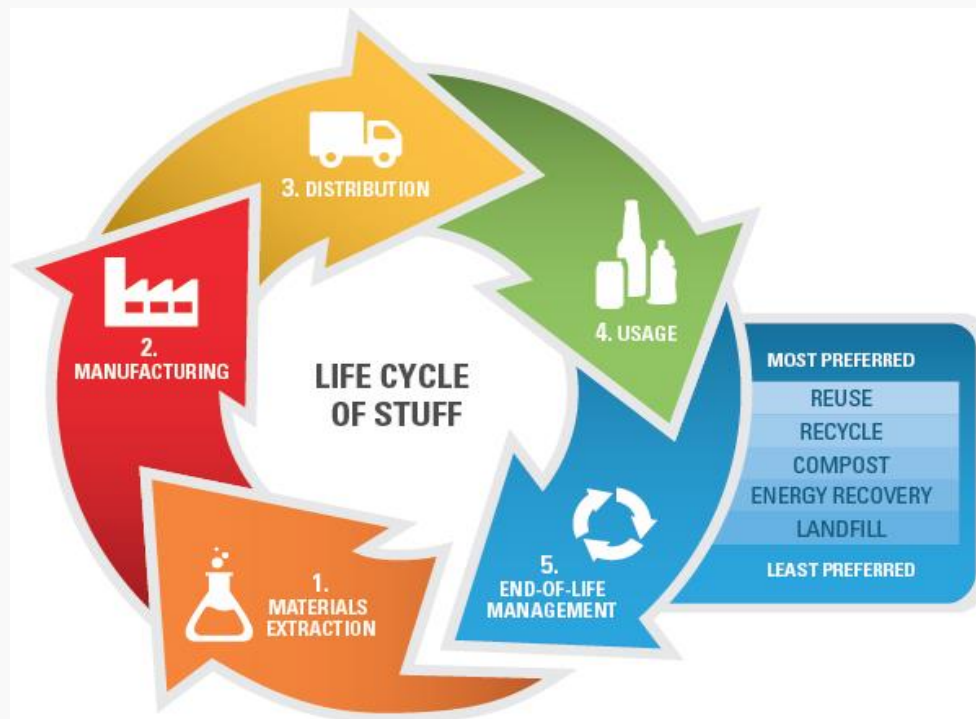 LIFE CYCLE
OF STUFF
1.
MATERIALS
EXTRACTION
2.
MANUFACTURING
3. DISTRIBUTION
4. USAGE
5.
END-OF-LIFE
MANAGEMENT
MOST PREFERRED
REUSE
RECYCLE
COMPOST
ENERGY RECOVERY
LANDFILL
LEAST PREFERRED